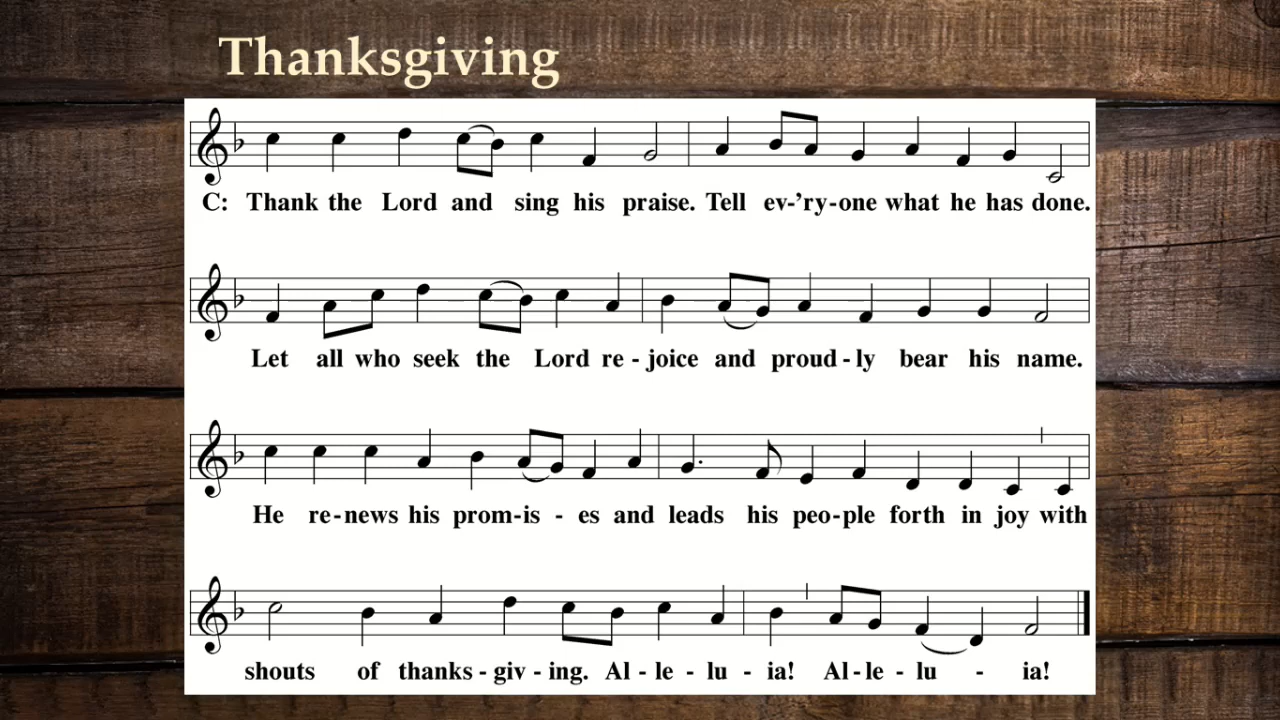 Thanksgiving
C: Thank the Lord and sing his praise. Tell ev-’ry-one what he has done.
Let all who seek the Lord re - joice and proud - ly bear his name.
He re - news his prom - is - es and leads his peo - ple forth in joy with
shouts of thanks - giv - ing. Al - le - lu - ia! Al - le - lu - ia!